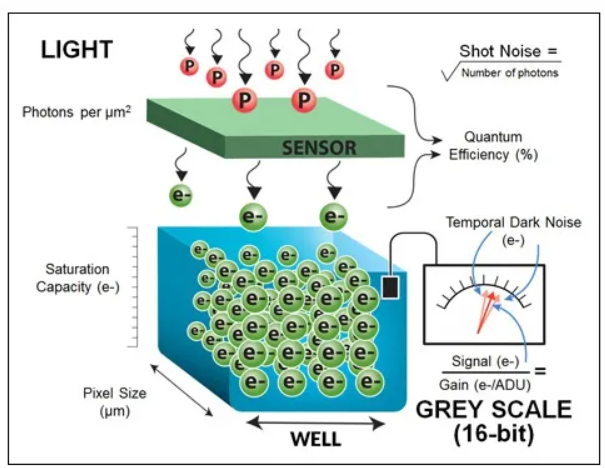 LIGHT
P
P
P
P
P
P
Shot Noise =
√Number of photons
Photons per µm²
SENSOR
Quantum
Efficiency (%)
e-
e-
e-
Temporal Dark Noise
(e-)
Saturation
Capacity (e-)
e- e- e- e-
e- e- e- e- e-
e- e- e- e- e-
e- e- e- e- e-
e- e- e- e-
e- e- e- e-
Signal (e-)
Gain (e-/ADU)
=
Pixel Size
(µm)
WELL
GREY SCALE
(16-bit)